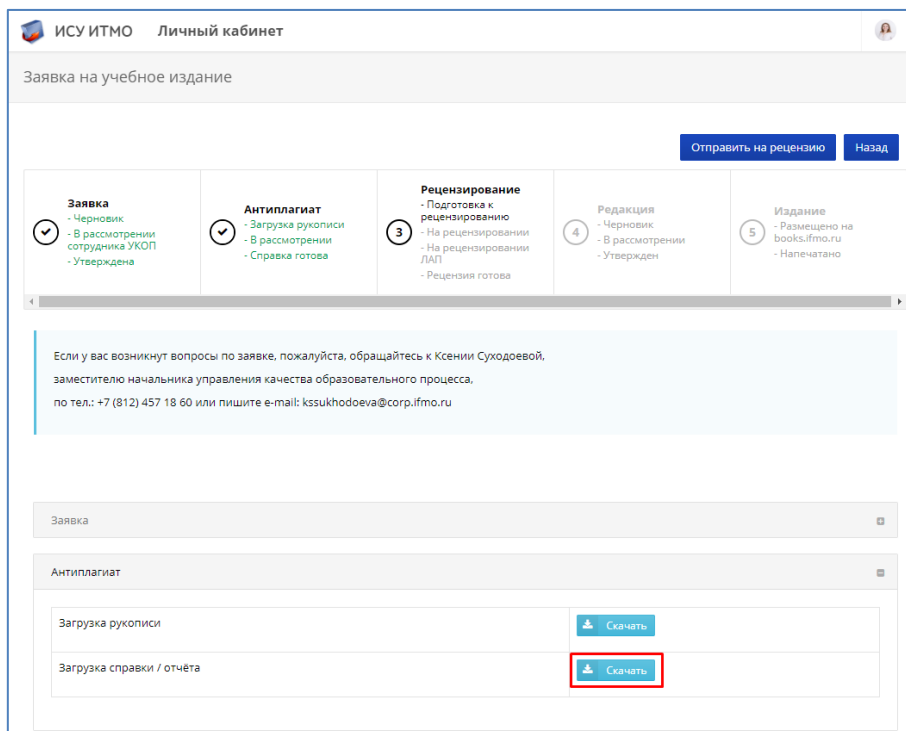 ИСУ ИТМО Личный кабинет
Заявка на учебное издание
Отправить на рецензию Назад
Заявка
- Черновик
- В рассмотрении
сотрудника УКОП
- Утверждена
Антиплагиат
- Загрузка рукописи
- В рассмотрении
- Справка готова
3
Рецензирование
- Подготовка к
рецензированию
- На рецензировании
- На рецензировании
ЛАП
- Рецензия готова
4
Редакция
- Черновик
- В рассмотрении
- Утвержден
5
Издание
- Размещено на
books.ifmo.ru
- Напечатано
Если у вас возникнут вопросы по заявке, пожалуйста, обращайтесь к Ксении Суходоевой,
заместителю начальника управления качества образовательного процесса,
по тел.: +7 (812) 457 18 60 или пишите e-mail: kssukhodoeva@corp.ifmo.ru
Заявка
Антиплагиат
Загрузка рукописи Скачать
Загрузка справки / отчёта Скачать